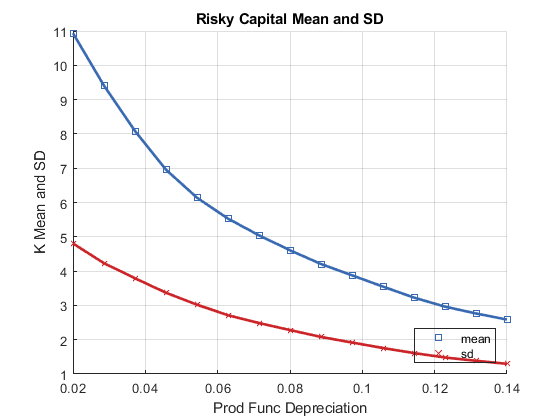 Risky Capital Mean and SD
K Mean and SD
11
10
9
8
7
6
5
4
3
2
1
mean
sd
0.02 0.04 0.06 0.08 0.1 0.12 0.14
Prod Func Depreciation